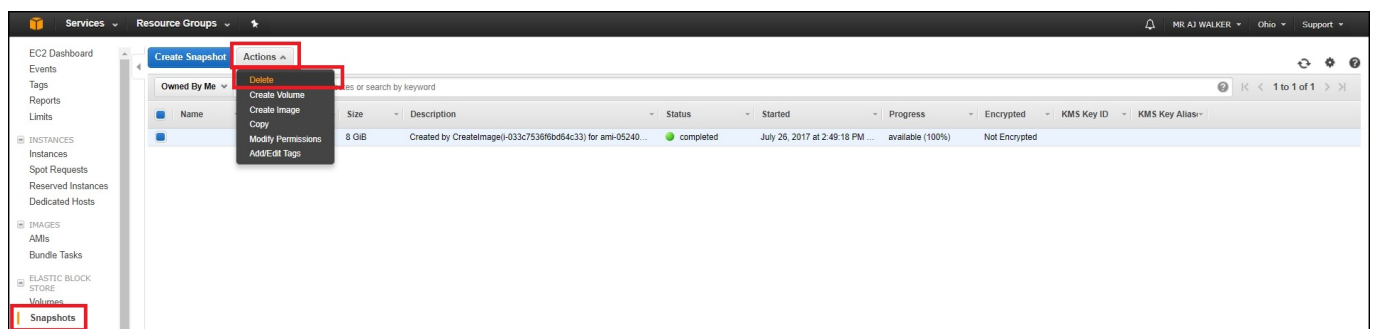 Services Resource Groups MR AJ WALKER Ohio Support
EC2 Dashboard
Events
Tags
Reports
Limits
INSTANCES
Instances
Spot Requests
Reserved Instances
Dedicated Hosts
IMAGES
AMIs
Bundle Tasks
ELASTIC BLOCK
STORE
Volumes
Snapshots
Create Snapshot Actions
Owned By Me or search by keyword 1 to 1 of 1
Delete
Create Volume
Create Image
Copy
Modify Permissions
Add/Edit Tags
Name Size Description Status Started Progress Encrypted KMS Key ID KMS Key Alias
8 GiB Created by CreateImage(i-033c7536f6bd64c33) for ami-05240... completed July 26, 2017 at 2:49:18 PM ... available (100%) Not Encrypted